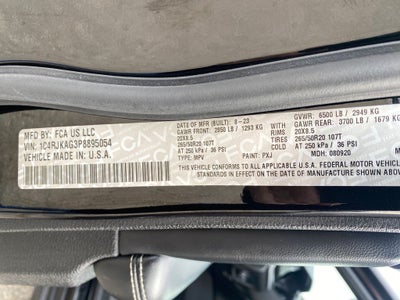 MFD BY: FCA US LLC
VIN: 1C4RJKAG3P8895054
VEHICLE MADE IN: U.S.A.
DATE OF MFR (BUILT): 8-23
GAWR FRONT: 2850 LB / 1293 KG
20X8.5
265/50R20 107T
AT 250 kPa / 36 PSI
TYPE: MPV PAINT: PXJ
WITH
TIRES
RIMS
COLD
GVWR: 6500 LB / 2949 KG
GAWR REAR: 3700 LB / 1679 KG
20X8.5
265/50R20 107T
AT 250 kPa / 36 PSI
MDH: 080920
THIS VEHICLE CONFORMS TO ALL APPLICABLE U.S.A. FEDERAL MOTOR VEHICLE
STANDARDS IN EFFECT ON THE DATE OF MANUFACTURE SHOWN ABOVE